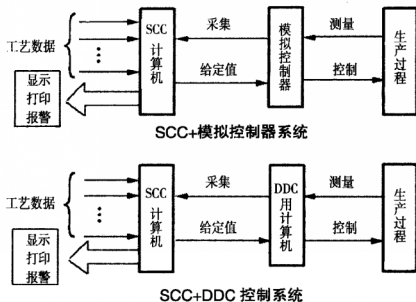 工艺数据
显示
打印
报警
SCC
计算机
采集
给定值
模拟控制器
测量
控制
生产过程
SCC+模拟控制器系统
工艺数据
显示
打印
报警
SCC
计算机
采集
给定值
DDC
用计算机
测量
控制
生产过程
SCC+DDC 控制系统